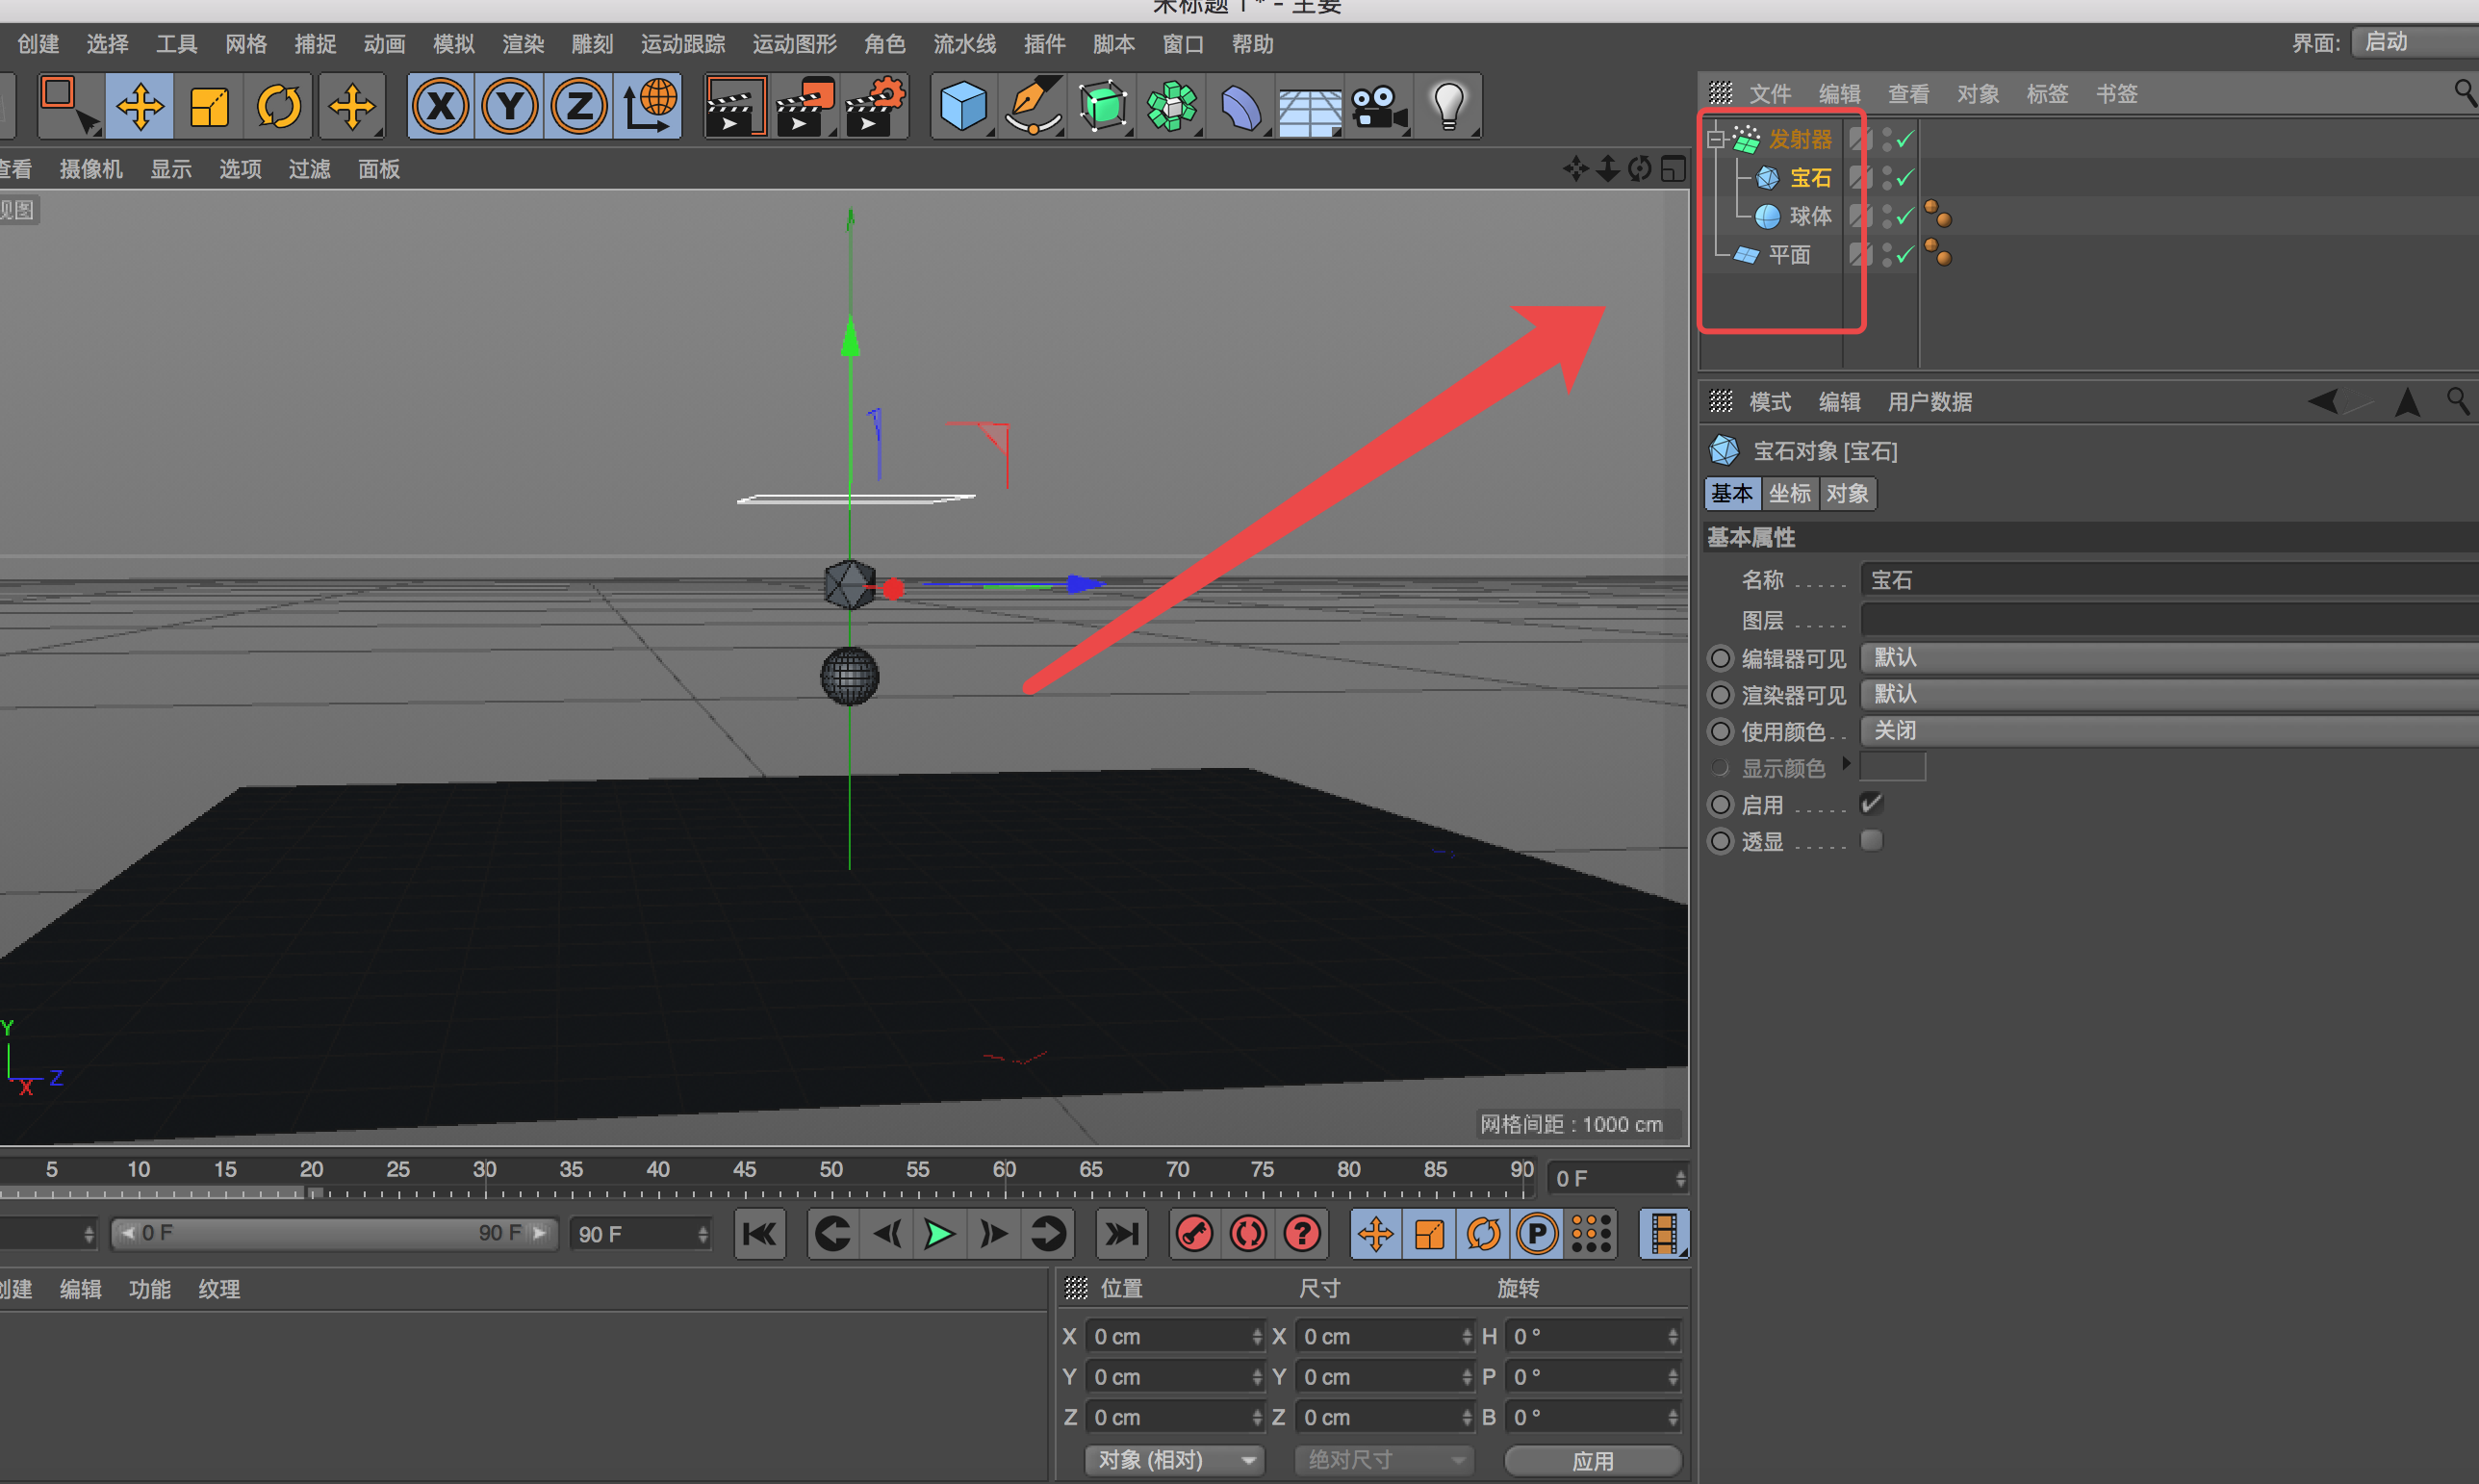 未标题 1 * - 主要
创建 选择 工具 网格 捕捉 动画 模拟 渲染 雕刻 运动跟踪 运动图形 角色 流水线 插件 脚本 窗口 帮助 界面: 启动
X Y Z
文件 编辑 查看 对象 标签 书签
查看 摄像机 显示 选项 过滤 面板
视图
发射器
宝石
球体
平面
模式 编辑 用户数据
宝石对象 [宝石]
基本 坐标 对象
基本属性
名称 宝石
图层
编辑器可见 默认
渲染器可见 默认
使用颜色 关闭
显示颜色
启用
透显
Y
Z
X
网格间距 : 1000 cm
5 10 15 20 25 30 35 40 45 50 55 60 65 70 75 80 85 90 0 F
0 F 90 F 90 F ? P
创建 编辑 功能 纹理
位置 尺寸 旋转
X 0 cm X 0 cm H 0 °
Y 0 cm Y 0 cm P 0 °
Z 0 cm Z 0 cm B 0 °
对象 (相对) 绝对尺寸 应用